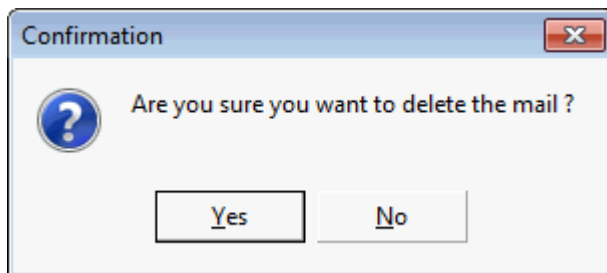 Confirmation
Are you sure you want to delete the mail ?
Yes No